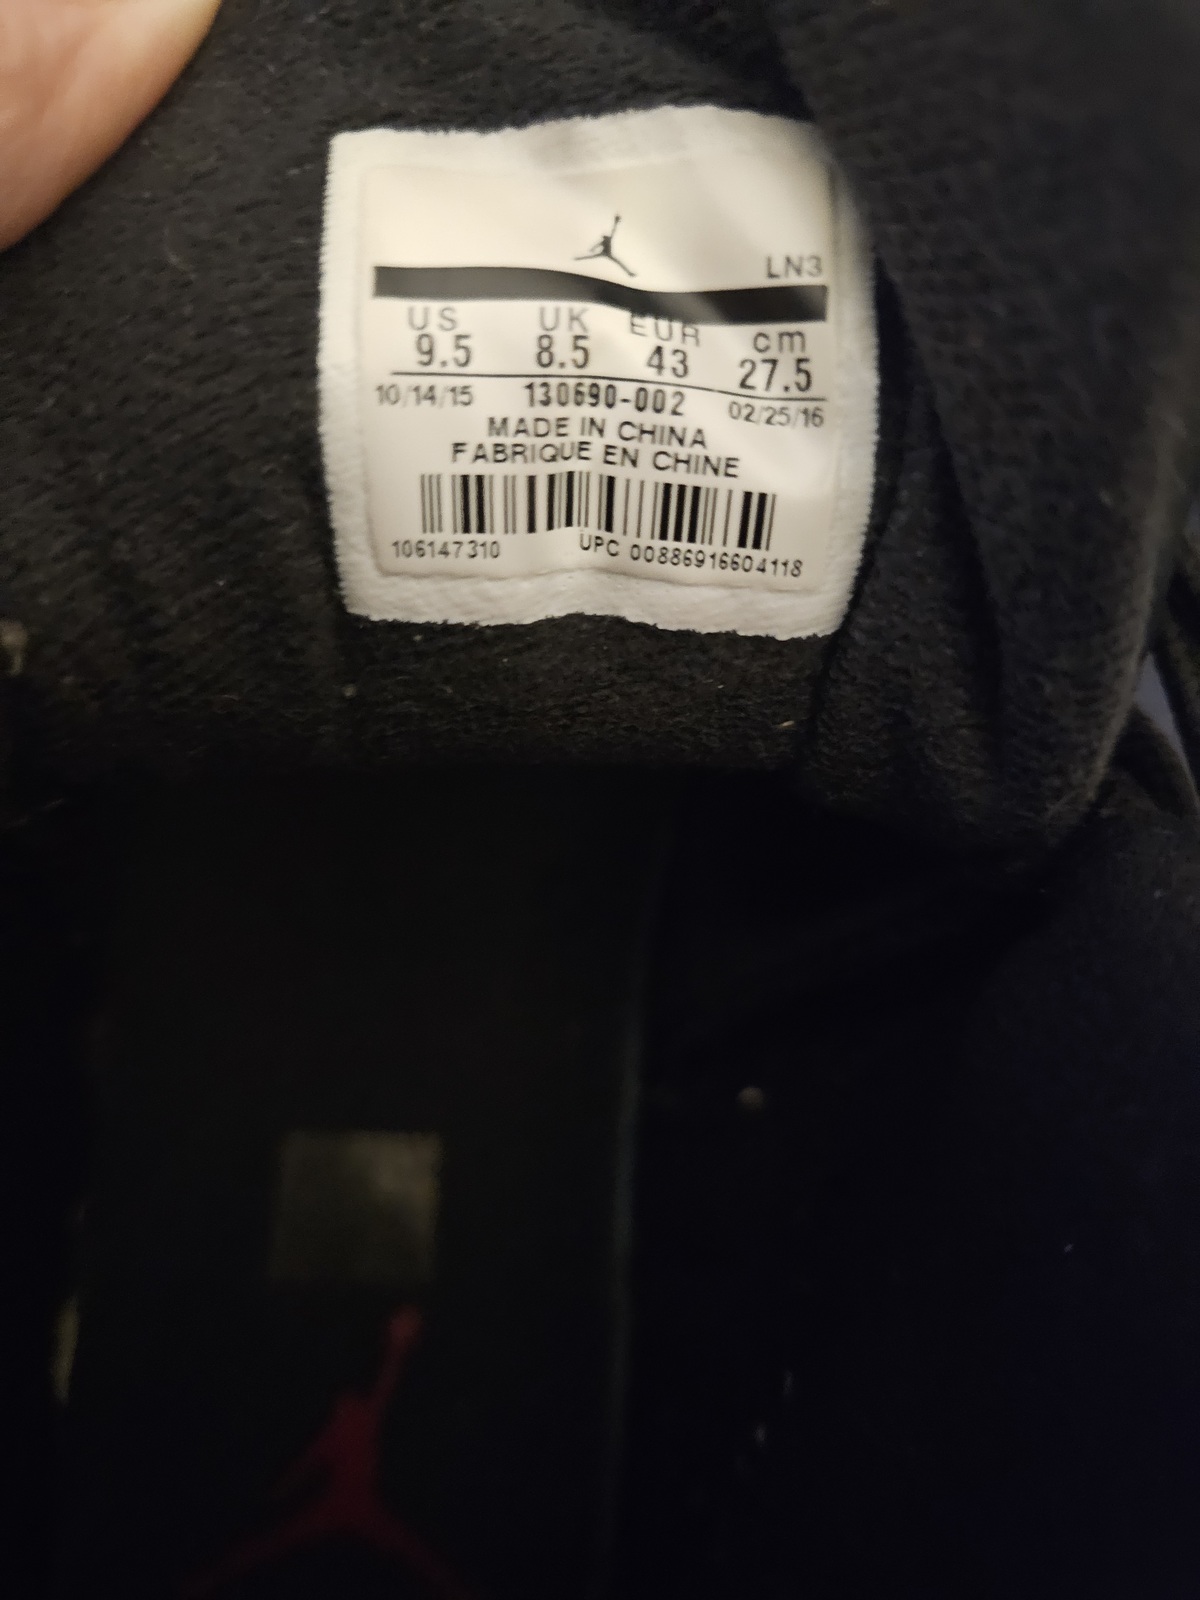 LN3
US UK EUR cm
9.5 8.5 43 27.5
10/14/15 130690-002 02/25/16
MADE IN CHINA
FABRIQUE EN CHINE
106147310 UPC 00886916604118